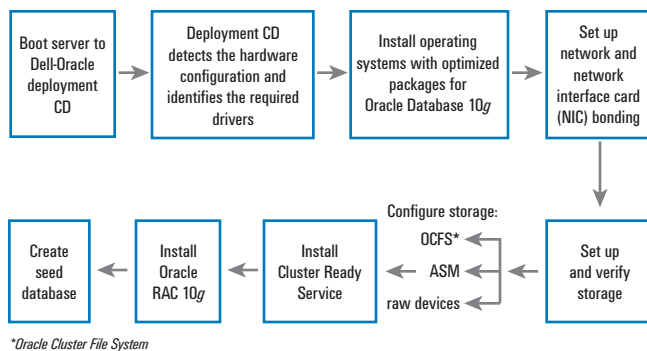 Boot server to
Dell-Oracle
deployment
CD
Deployment CD
detects the hardware
configuration and
identifies the required
drivers
Install operating
systems with optimized
packages for
Oracle Database 10g
Set up
network and
network
interface card
(NIC) bonding
Set up
and verify
storage
Configure storage:
OCFS*
ASM
raw devices
Install
Cluster Ready
Service
Install
Oracle
RAC 10g
Create
seed
database
*Oracle Cluster File System